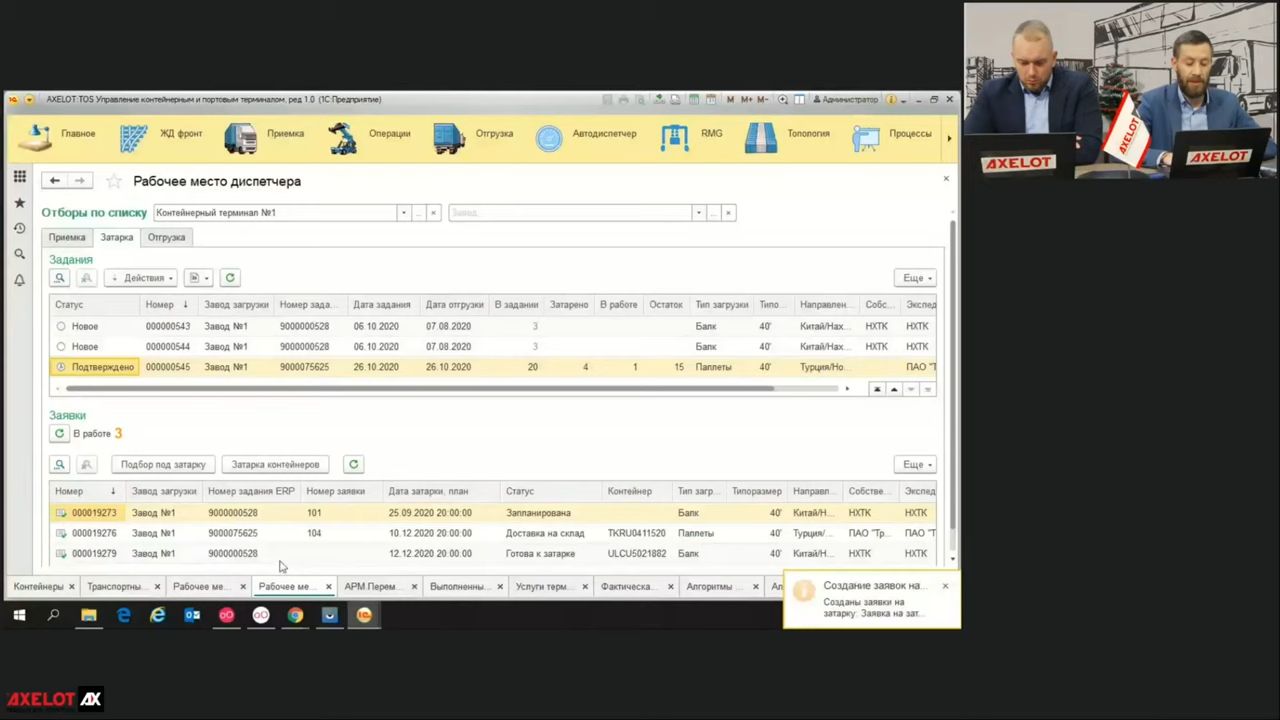 AXELOT:TOS Управление контейнерным и портовым терминалом, ред 1.0 (1С:Предприятие)
M M+ M- Администратор
Главное ЖД фронт Приемка Операции Отгрузка Автодиспетчер RMG Топология Процессы
Рабочее место диспетчера
Отборы по списку Контейнерный терминал №1 Завод
Приемка Затарка Отгрузка
Задания
Действия Еще
Статус Номер Завод загрузки Номер зада... Дата задания Дата отгрузки В задании Затарено В работе Остаток Тип загрузки Типо... Направлен... Собс... Экспед
Новое 000000543 Завод №1 9000000528 06.10.2020 07.08.2020 3 Балк 40' Китай/Нах... НХТК НХТК
Новое 000000544 Завод №1 9000000528 06.10.2020 07.08.2020 3 Балк 40' Китай/Нах... НХТК НХТК
Подтверждено 000000545 Завод №1 9000075625 26.10.2020 26.10.2020 20 4 1 15 Паллеты 40' Турция/Но... ПАО "Т
Заявки
В работе 3
Подбор под затарку Затарка контейнеров Еще
Номер Завод загрузки Номер задания ERP Номер заявки Дата затарки, план Статус Контейнер Тип загр... Типоразмер Направл... Собстве... Экспед
000019273 Завод №1 9000000528 101 25.09.2020 20:00:00 Запланирована Балк 40' Китай/Н... НХТК НХТК
000019276 Завод №1 9000075625 104 10.12.2020 20:00:00 Доставка на склад TKRU0411520 Паллеты 40' Турция/... ПАО "Тр... ПАО "Т
000019279 Завод №1 9000000528 12.12.2020 20:00:00 Готова к затарке ULCU5021882 Балк 40' Китай/Н... НХТК НХТК
Контейнеры Транспортны... Рабочее ме... Рабочее ме... АРМ Перем... Выполненны... Услуги терм... Фактическа... Алгоритмы ... Ал
Создание заявок на...
Созданы заявки на
затарку: Заявка на зат...
AXELOT
AXELOT
AXELOT
AXELOT AX